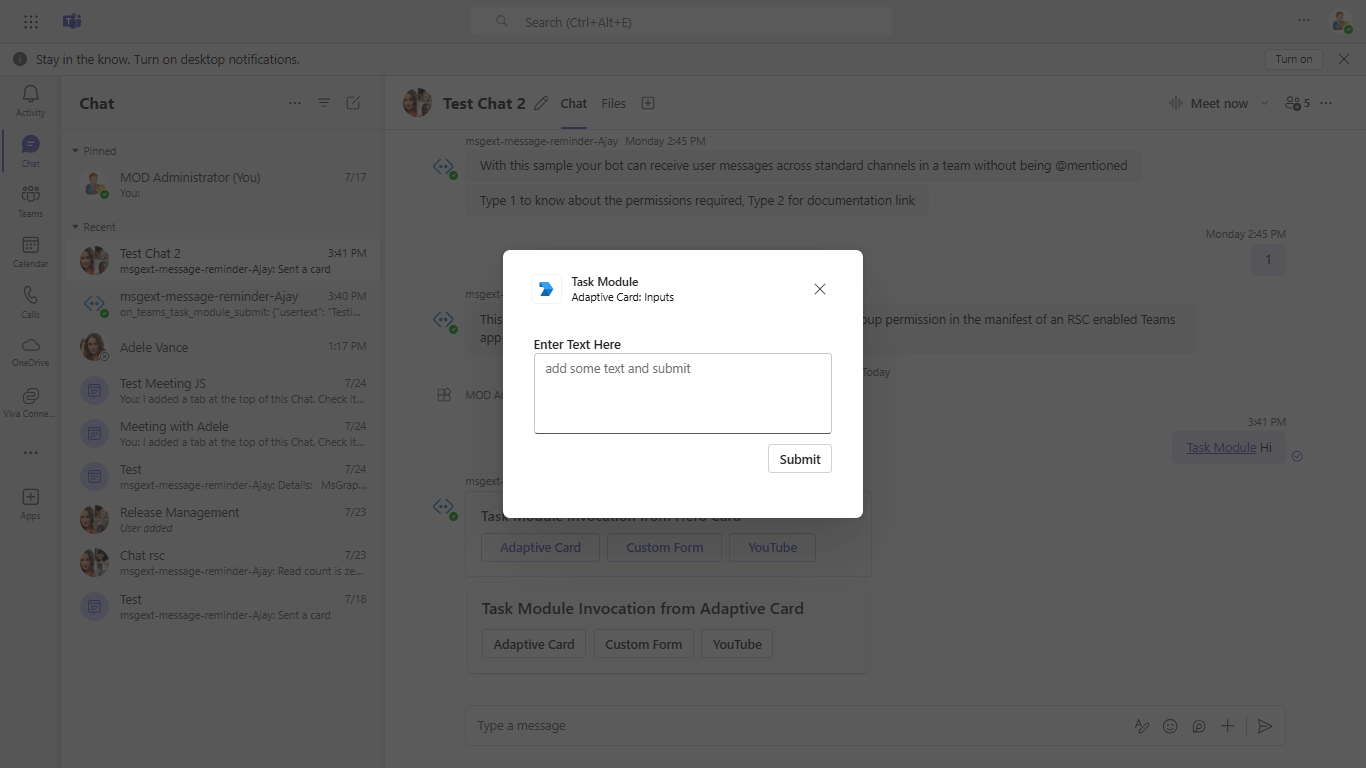 Search (Ctrl+Alt+E)
Stay in the know. Turn on desktop notifications.
Turn on
Activity
Chat
Teams
Calendar
Calls
OneDrive
Viva Conne...
Apps
Chat
Pinned
MOD Administrator (You) 7/17
You:
Recent
Test Chat 2 3:41 PM
msgext-message-reminder-Ajay: Sent a card
msgext-message-reminder-Ajay 3:40 PM
on_teams_task_module_submit: {"usertext": "Testi...
Adele Vance 1:17 PM
Test Meeting JS 7/24
You: I added a tab at the top of this Chat. Check it...
Meeting with Adele 7/24
You: I added a tab at the top of this Chat. Check it...
Test 7/24
msgext-message-reminder-Ajay: Details: MsGrap...
Release Management 7/23
User added
Chat rsc 7/23
msgext-message-reminder-Ajay: Read count is ze...
Test 7/18
msgext-message-reminder-Ajay: Sent a card
Test Chat 2 Chat Files
Meet now 5
msgext-message-reminder-Ajay Monday 2:45 PM
With this sample your bot can receive user messages across standard channels in a team without being @mentioned
Type 1 to know about the permissions required, Type 2 for documentation link
Monday 2:45 PM
1
msgext-
This
permission in the manifest of an RSC enabled Teams
app
Today
MOD
3:41 PM
Task Module Hi
Task Module
Adaptive Card: Inputs
Enter Text Here
add some text and submit
Submit
msgext-
Task Module Invocation from Hero Card
Adaptive Card Custom Form YouTube
Task Module Invocation from Adaptive Card
Adaptive Card Custom Form YouTube
Type a message